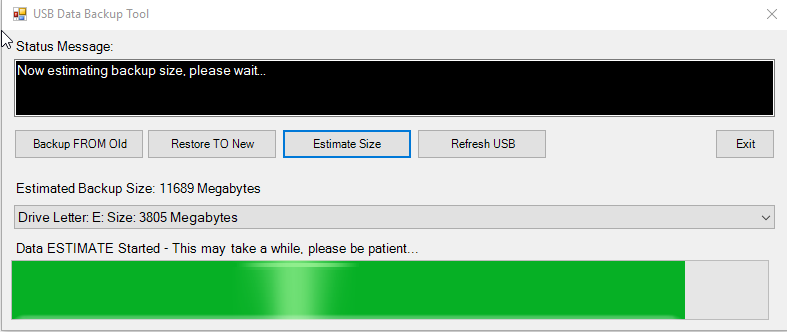 USB Data Backup Tool
Status Message:
Now estimating backup size, please wait...
Backup FROM Old Restore TO New Estimate Size Refresh USB Exit
Estimated Backup Size: 11689 Megabytes
Drive Letter: E: Size: 3805 Megabytes
Data ESTIMATE Started - This may take a while, please be patient...